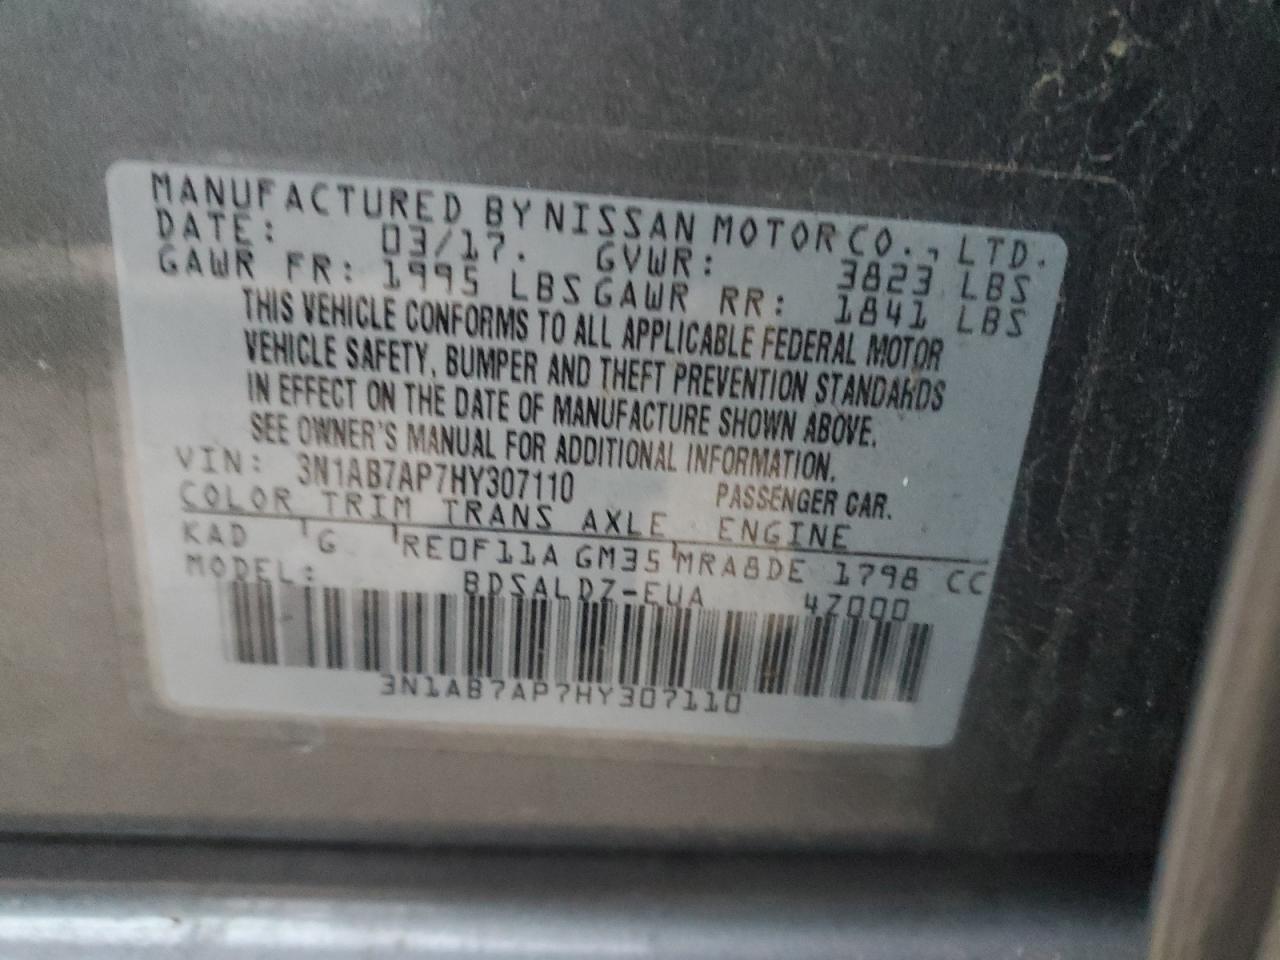 MANUFACTURED BY NISSAN MOTOR CO., LTD.
DATE: 03/17. GVWR: 3823 LBS
GAWR FR: 1995 LBS GAWR RR: 1841 LBS
THIS VEHICLE CONFORMS TO ALL APPLICABLE FEDERAL MOTOR
VEHICLE SAFETY, BUMPER AND THEFT PREVENTION STANDARDS
IN EFFECT ON THE DATE OF MANUFACTURE SHOWN ABOVE.
SEE OWNER'S MANUAL FOR ADDITIONAL INFORMATION.
VIN: 3N1AB7AP7HY307110 PASSENGER CAR.
COLOR TRIM TRANS AXLE ENGINE
KAD G RE0F11A GM35 MRA8DE 1798 CC
MODEL: BDSALDZ-EUA 4Z000
3N1AB7AP7HY307110